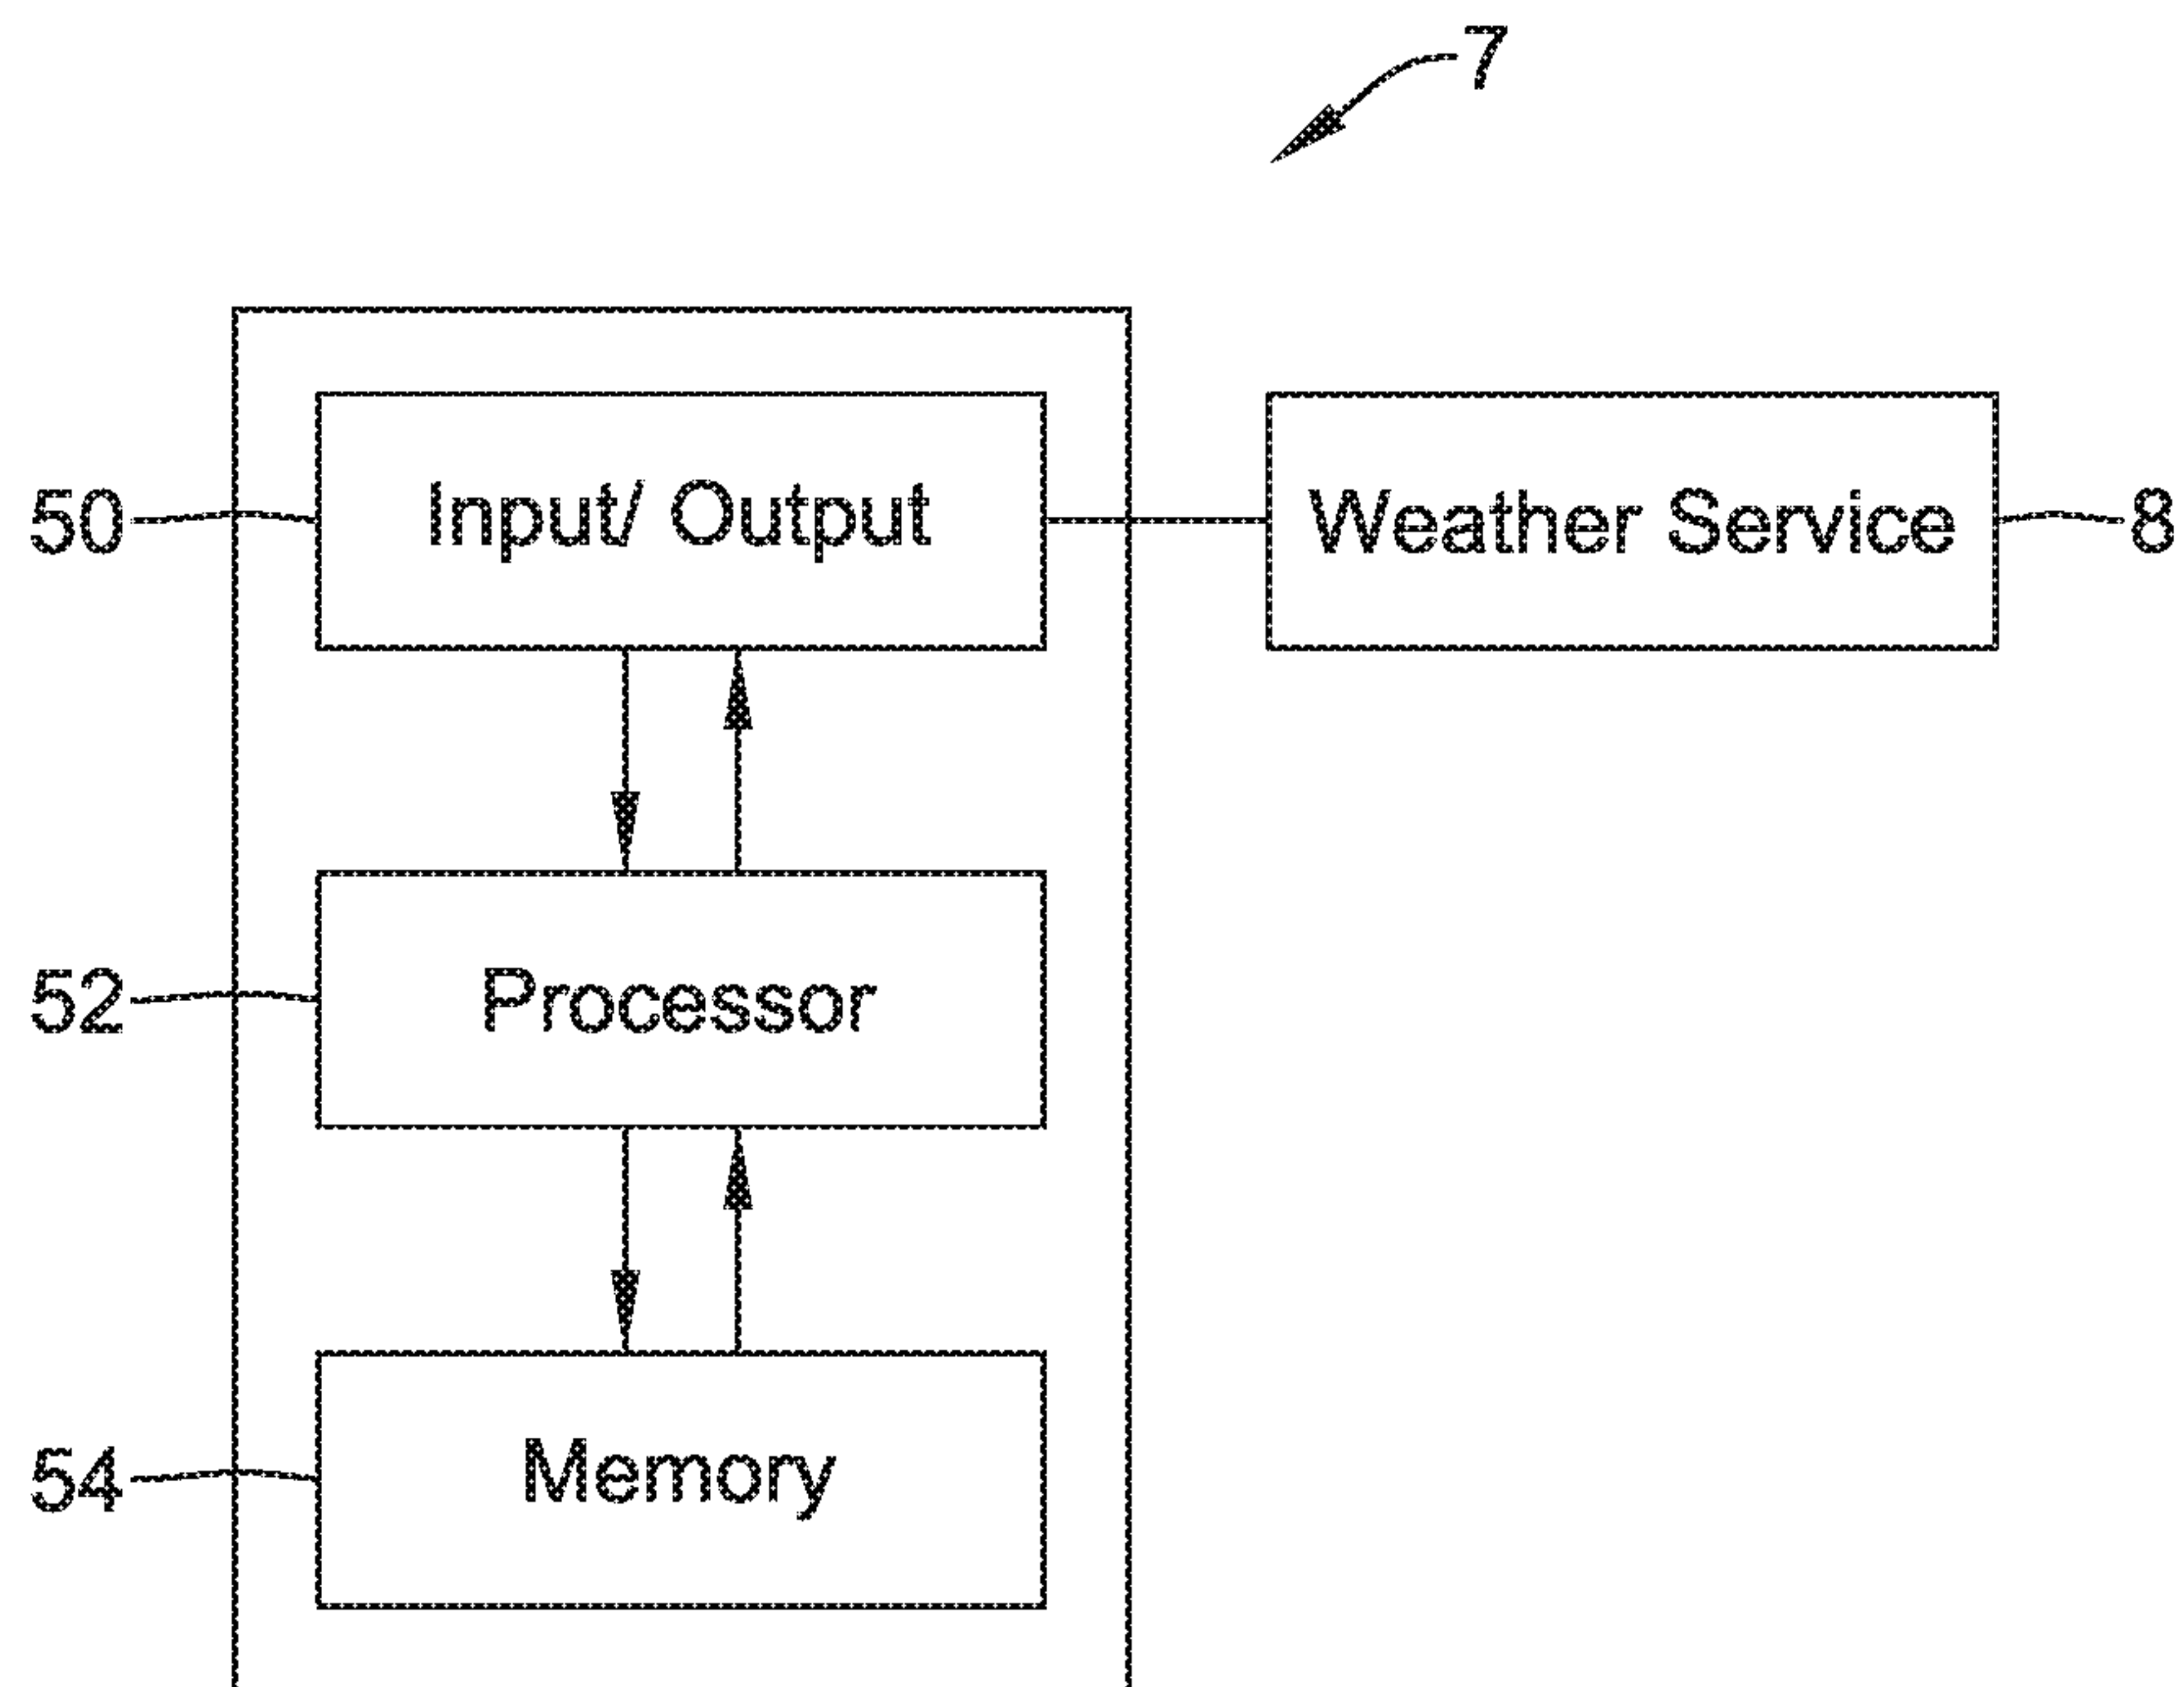 7
50
Input/ Output
Weather Service
8
52
Processor
54
Memory